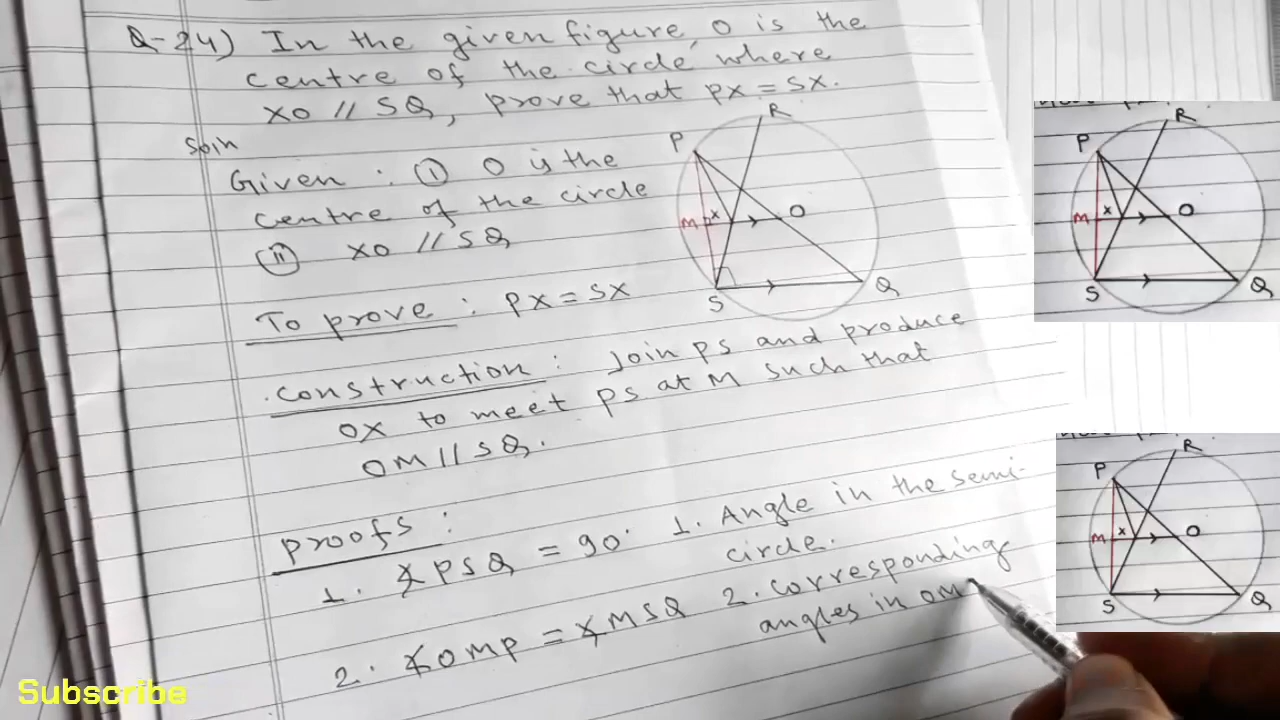 Q-24) In the given figure, O is the
centre of the circle where
XO // SQ, prove that PX = SX.
Soln
Given : (i) O is the
centre of the circle
(ii) XO // SQ
To prove : PX = SX
P
R
M
X
O
S
Q
Construction : Join PS and produce
OX to meet PS at M such that
OM // SQ.
Proofs :
1. ∡PSQ = 90° 1. Angle in the semi-
circle.
2. ∡OMP = ∡MSQ 2. Corresponding
angles in OM
P
R
M
X
O
S
Q
P
R
M
X
O
S
Q
Subscribe